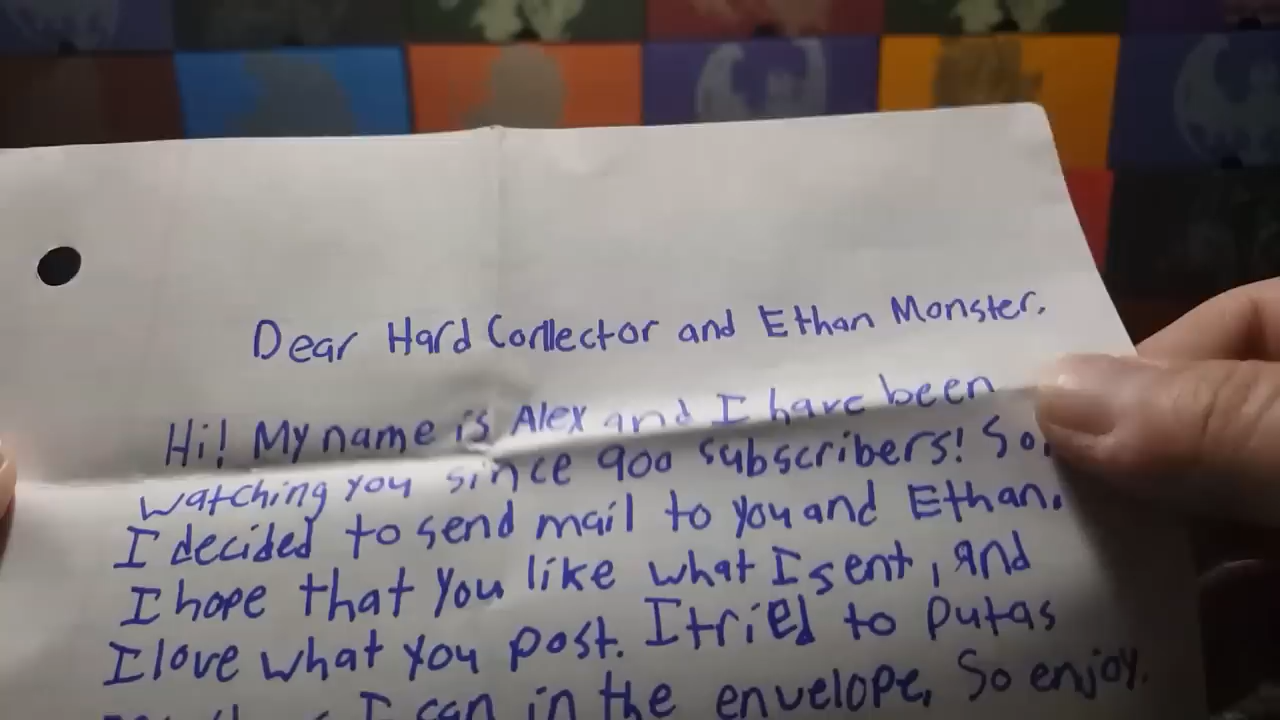 Dear Hard Conllector and Ethan Monster.
Hi! My name is Alex and I have been
watching you since 900 subscribers! So,
I decided to send mail to you and Ethan.
I hope that you like what I sent, and
I love what you post. I tried to put as
I can in the envelope. So enjoy.